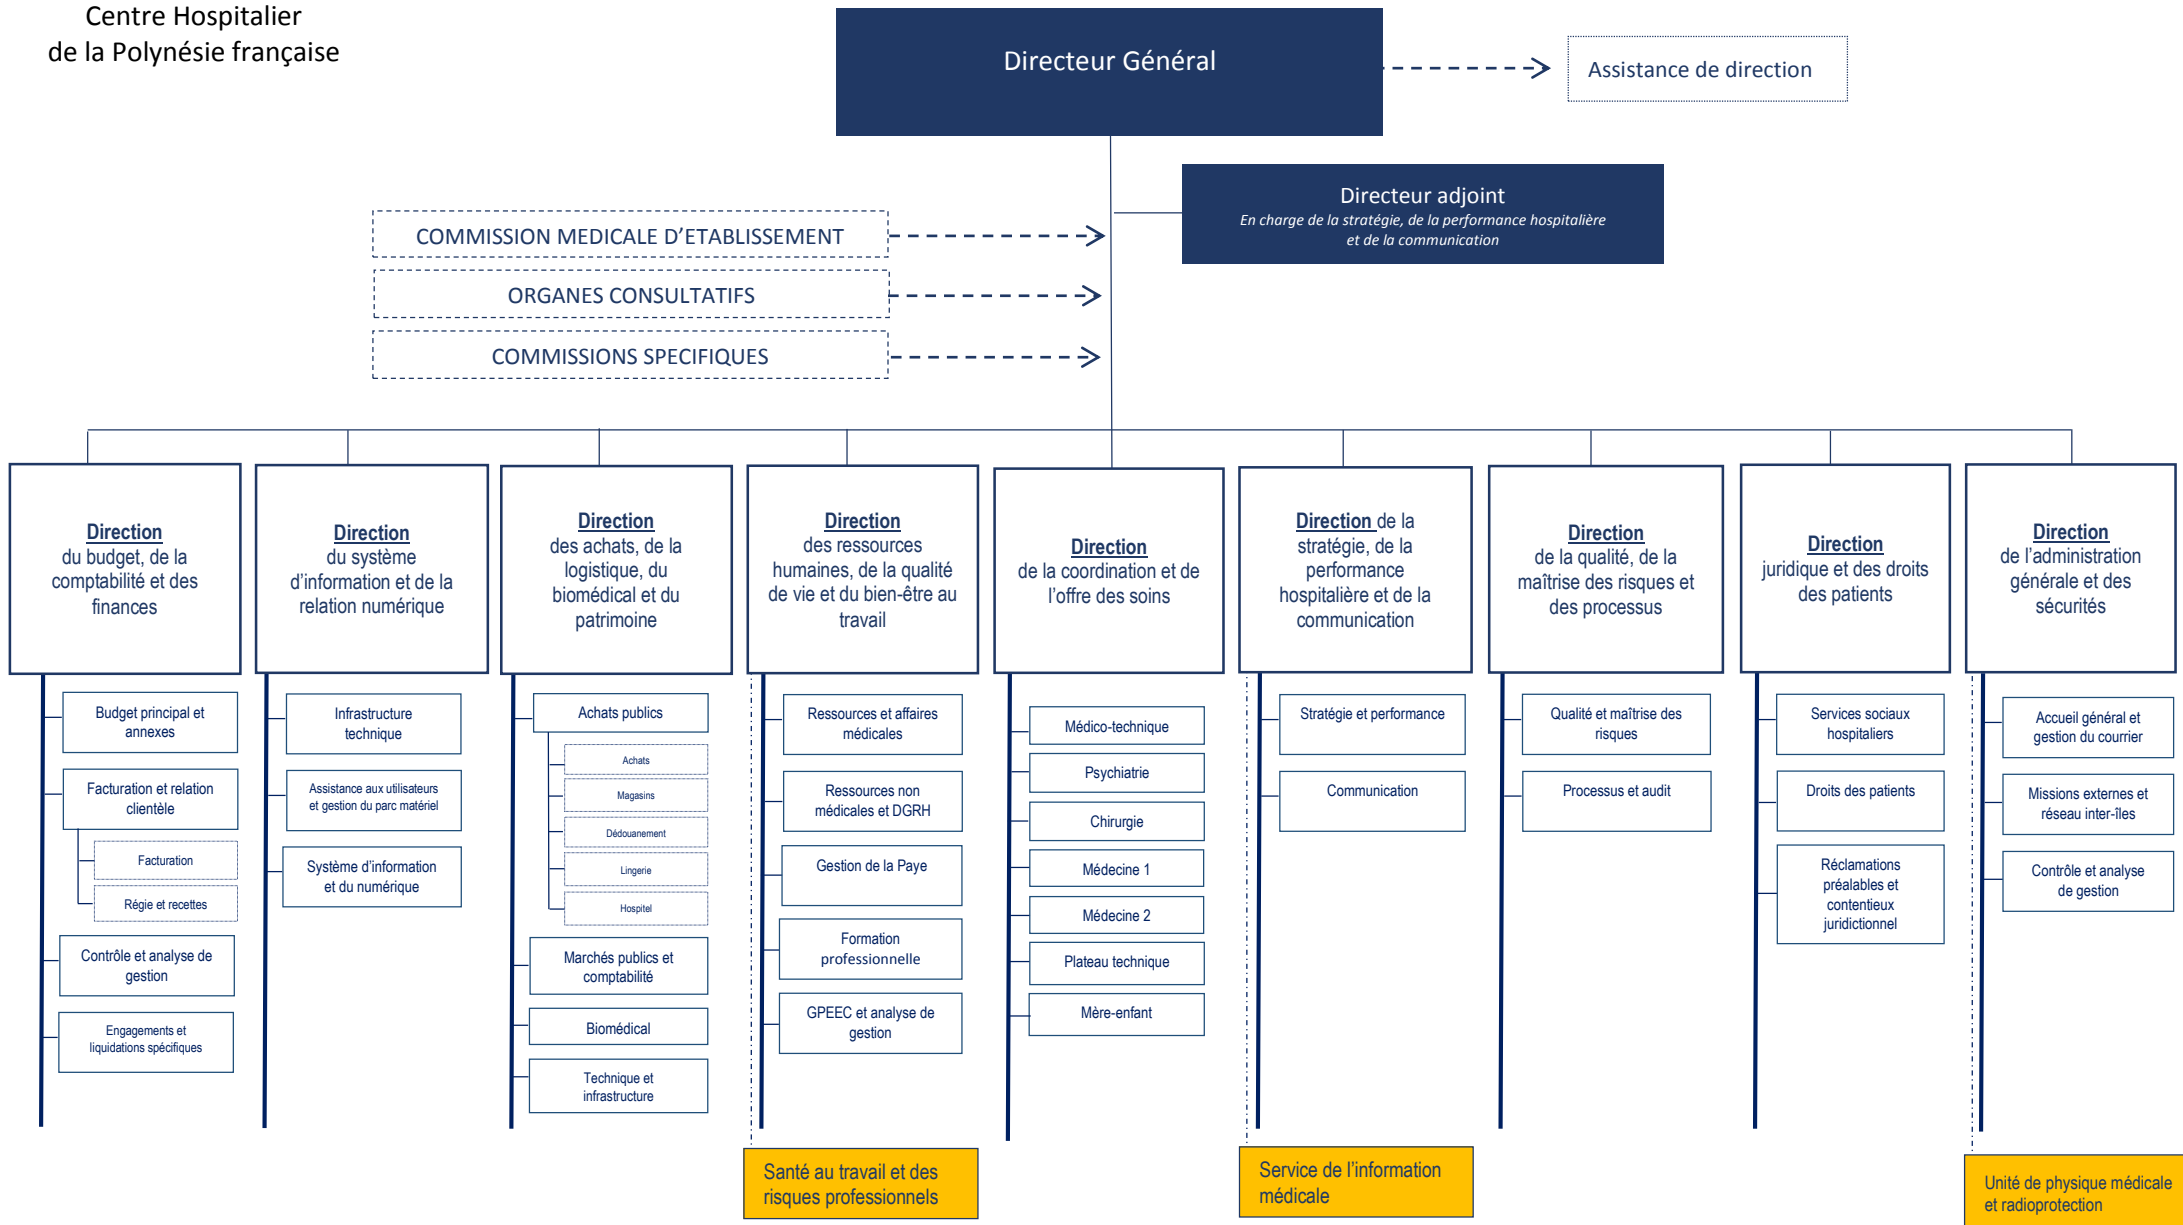 Centre Hospitalier
de la Polynésie française
Directeur Général
Assistance de direction
Directeur adjoint
En charge de la stratégie, de la performance hospitalière
et de la communication
COMMISSION MEDICALE D'ETABLISSEMENT
ORGANES CONSULTATIFS
COMMISSIONS SPECIFIQUES
Direction
du budget, de la
comptabilité et des
finances
Budget principal et
annexes
Facturation et relation
clientèle
Facturation
Régie et recettes
Contrôle et analyse de
gestion
Engagements et
liquidations spécifiques
Direction
du système
d'information et de la
relation numérique
Infrastructure
technique
Assistance aux utilisateurs
et gestion du parc matériel
Système d'information
et du numérique
Direction
des achats, de la
logistique, du
biomédical et du
patrimoine
Achats publics
Achats
Magasins
Dédouanement
Lingerie
Hospitel
Marchés publics et
comptabilité
Biomédical
Technique et
infrastructure
Direction
des ressources
humaines, de la qualité
de vie et du bien-être au
travail
Ressources et affaires
médicales
Ressources non
médicales et DGRH
Gestion de la Paye
Formation
professionnelle
GPEEC et analyse de
gestion
Santé au travail et des
risques professionnels
Direction
de la coordination et de
l'offre des soins
Médico-technique
Psychiatrie
Chirurgie
Médecine 1
Médecine 2
Plateau technique
Mère-enfant
Direction de la
stratégie, de la
performance
hospitalière et de la
communication
Stratégie et performance
Communication
Service de l'information
médicale
Direction
de la qualité, de la
maîtrise des risques et
des processus
Qualité et maîtrise des
risques
Processus et audit
Direction
juridique et des droits
des patients
Services sociaux
hospitaliers
Droits des patients
Réclamations
préalables et
contentieux
juridictionnel
Direction
de l'administration
générale et des
sécurités
Accueil général et
gestion du courrier
Missions externes et
réseau inter-îles
Contrôle et analyse
de gestion
Unité de physique médicale
et radioprotection